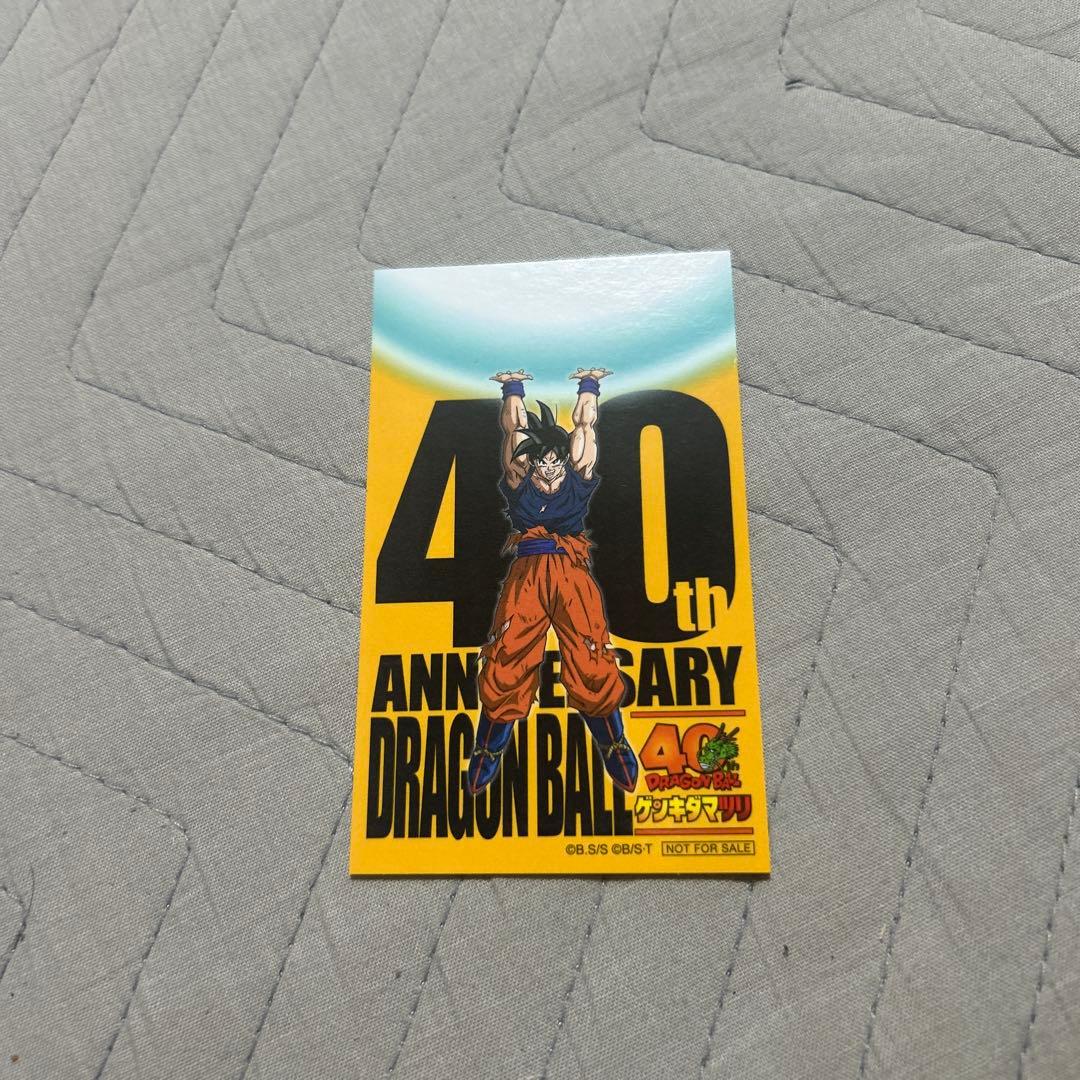 40th
ANNIVERSARY
DRAGON BALL
40th
DRAGON BALL
ゲンキダマツリ
©B.S/S ©B/S・T NOT FOR SALE